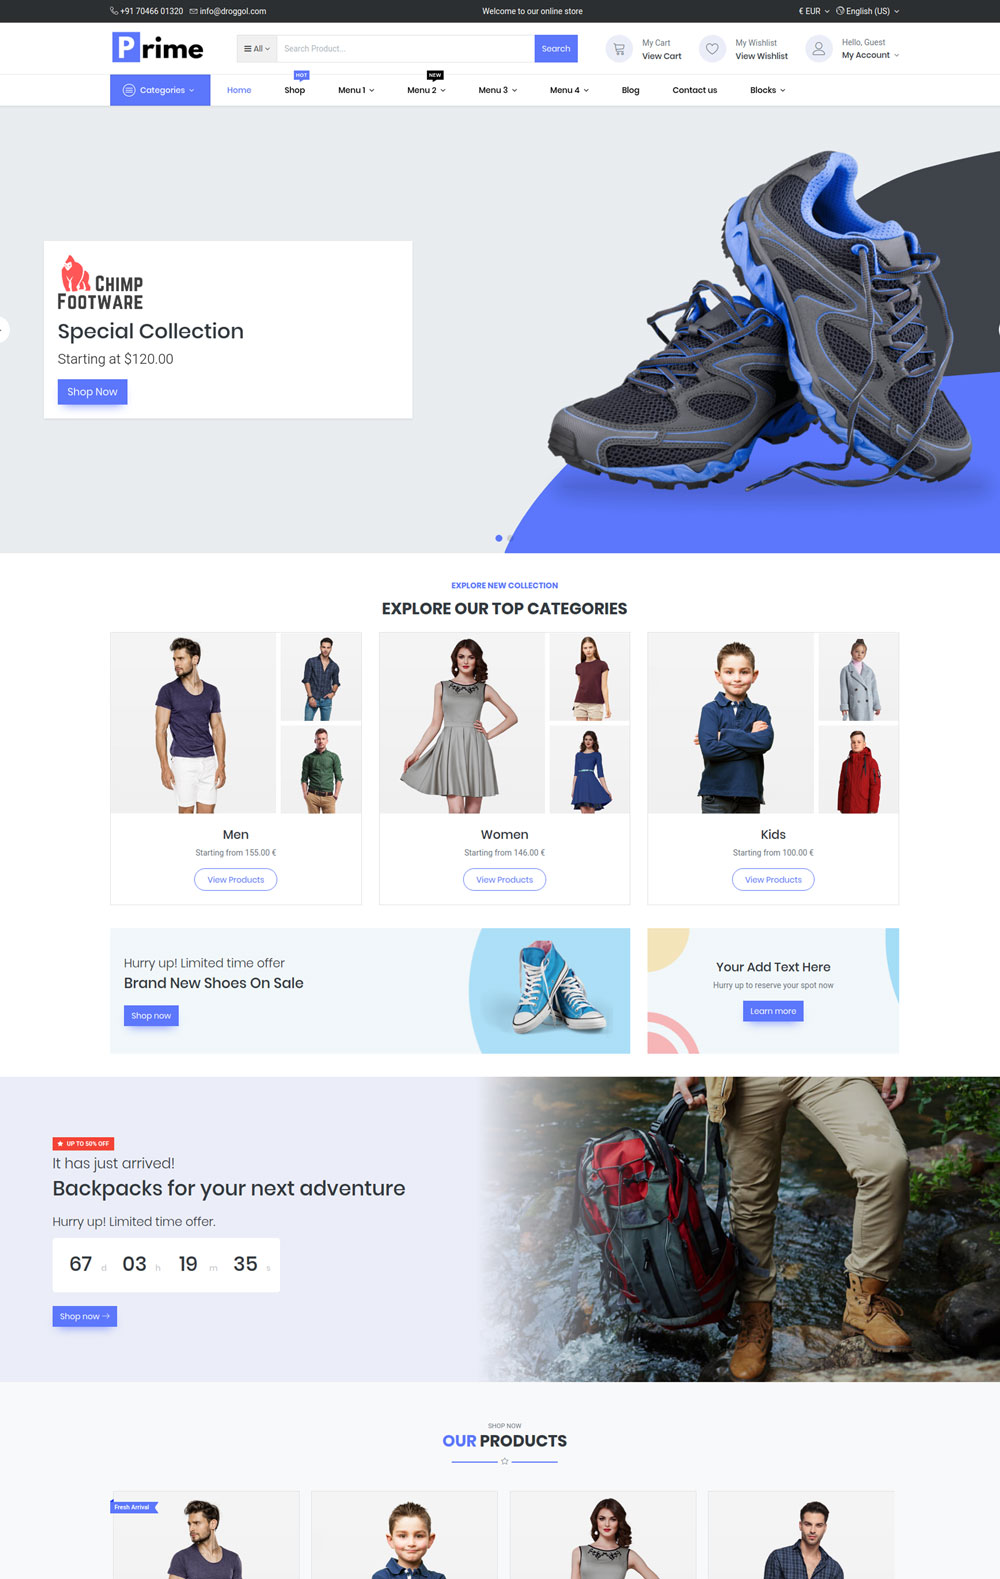 +91 70466 01320 info@droggol.com Welcome to our online store € EUR English (US)
Prime
All Search Product... Search
My Cart
View Cart
My Wishlist
View Wishlist
Hello, Guest
My Account
HOT NEW
Categories Home Shop Menu 1 Menu 2 Menu 3 Menu 4 Blog Contact us Blocks
CHIMP
FOOTWARE
Special Collection
Starting at $120.00
Shop Now
EXPLORE NEW COLLECTION
EXPLORE OUR TOP CATEGORIES
Men
Starting from 155.00 €
View Products
Women
Starting from 146.00 €
View Products
Kids
Starting from 100.00 €
View Products
Hurry up! Limited time offer
Brand New Shoes On Sale
Shop now
Your Add Text Here
Hurry up to reserve your spot now
Learn more
UP TO 50% OFF
It has just arrived!
Backpacks for your next adventure
Hurry up! Limited time offer.
67 d 03 h 19 m 35 s
Shop now
SHOP NOW
OUR PRODUCTS
Fresh Arrival